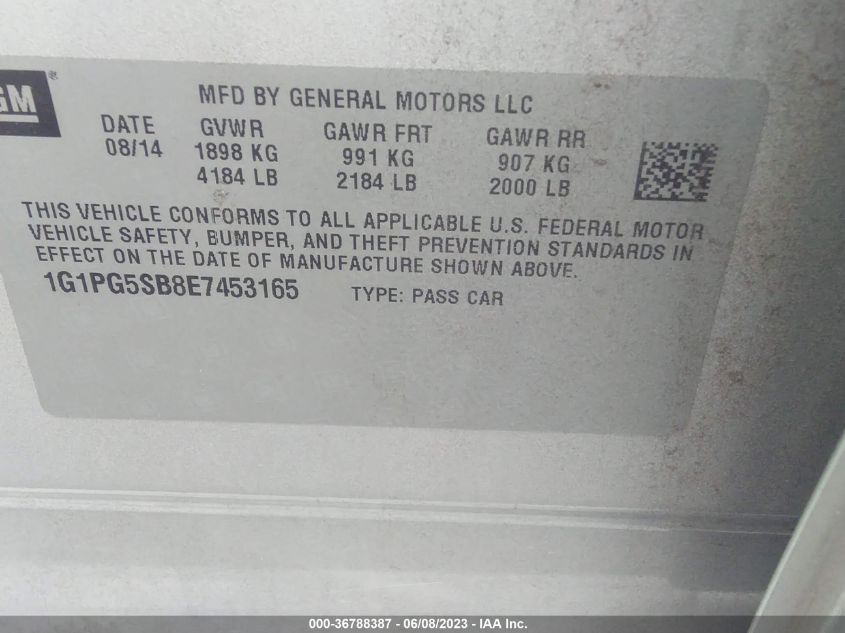 GM
MFD BY GENERAL MOTORS LLC
DATE GVWR GAWR FRT GAWR RR
08/14 1898 KG 991 KG 907 KG
4184 LB 2184 LB 2000 LB
THIS VEHICLE CONFORMS TO ALL APPLICABLE U.S. FEDERAL MOTOR
VEHICLE SAFETY, BUMPER, AND THEFT PREVENTION STANDARDS IN
EFFECT ON THE DATE OF MANUFACTURE SHOWN ABOVE.
1G1PG5SB8E7453165 TYPE: PASS CAR
000-36788387 - 06/08/2023 - IAA Inc.